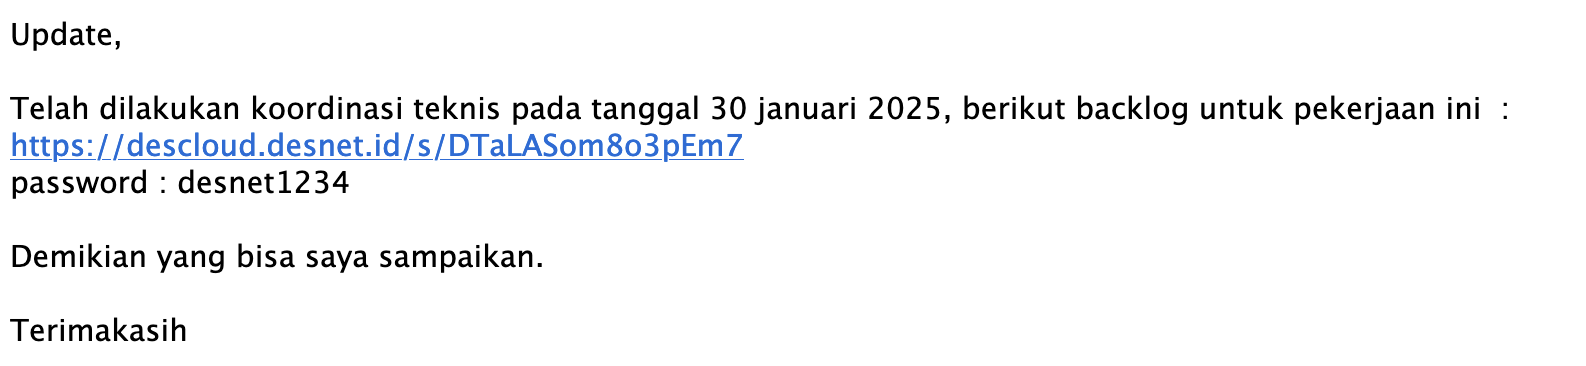 Update,
Telah dilakukan koordinasi teknis pada tanggal 30 januari 2025, berikut backlog untuk pekerjaan ini  :
https://descloud.desnet.id/s/DTaLASom8o3pEm7
password : desnet1234
Demikian yang bisa saya sampaikan.
Terimakasih